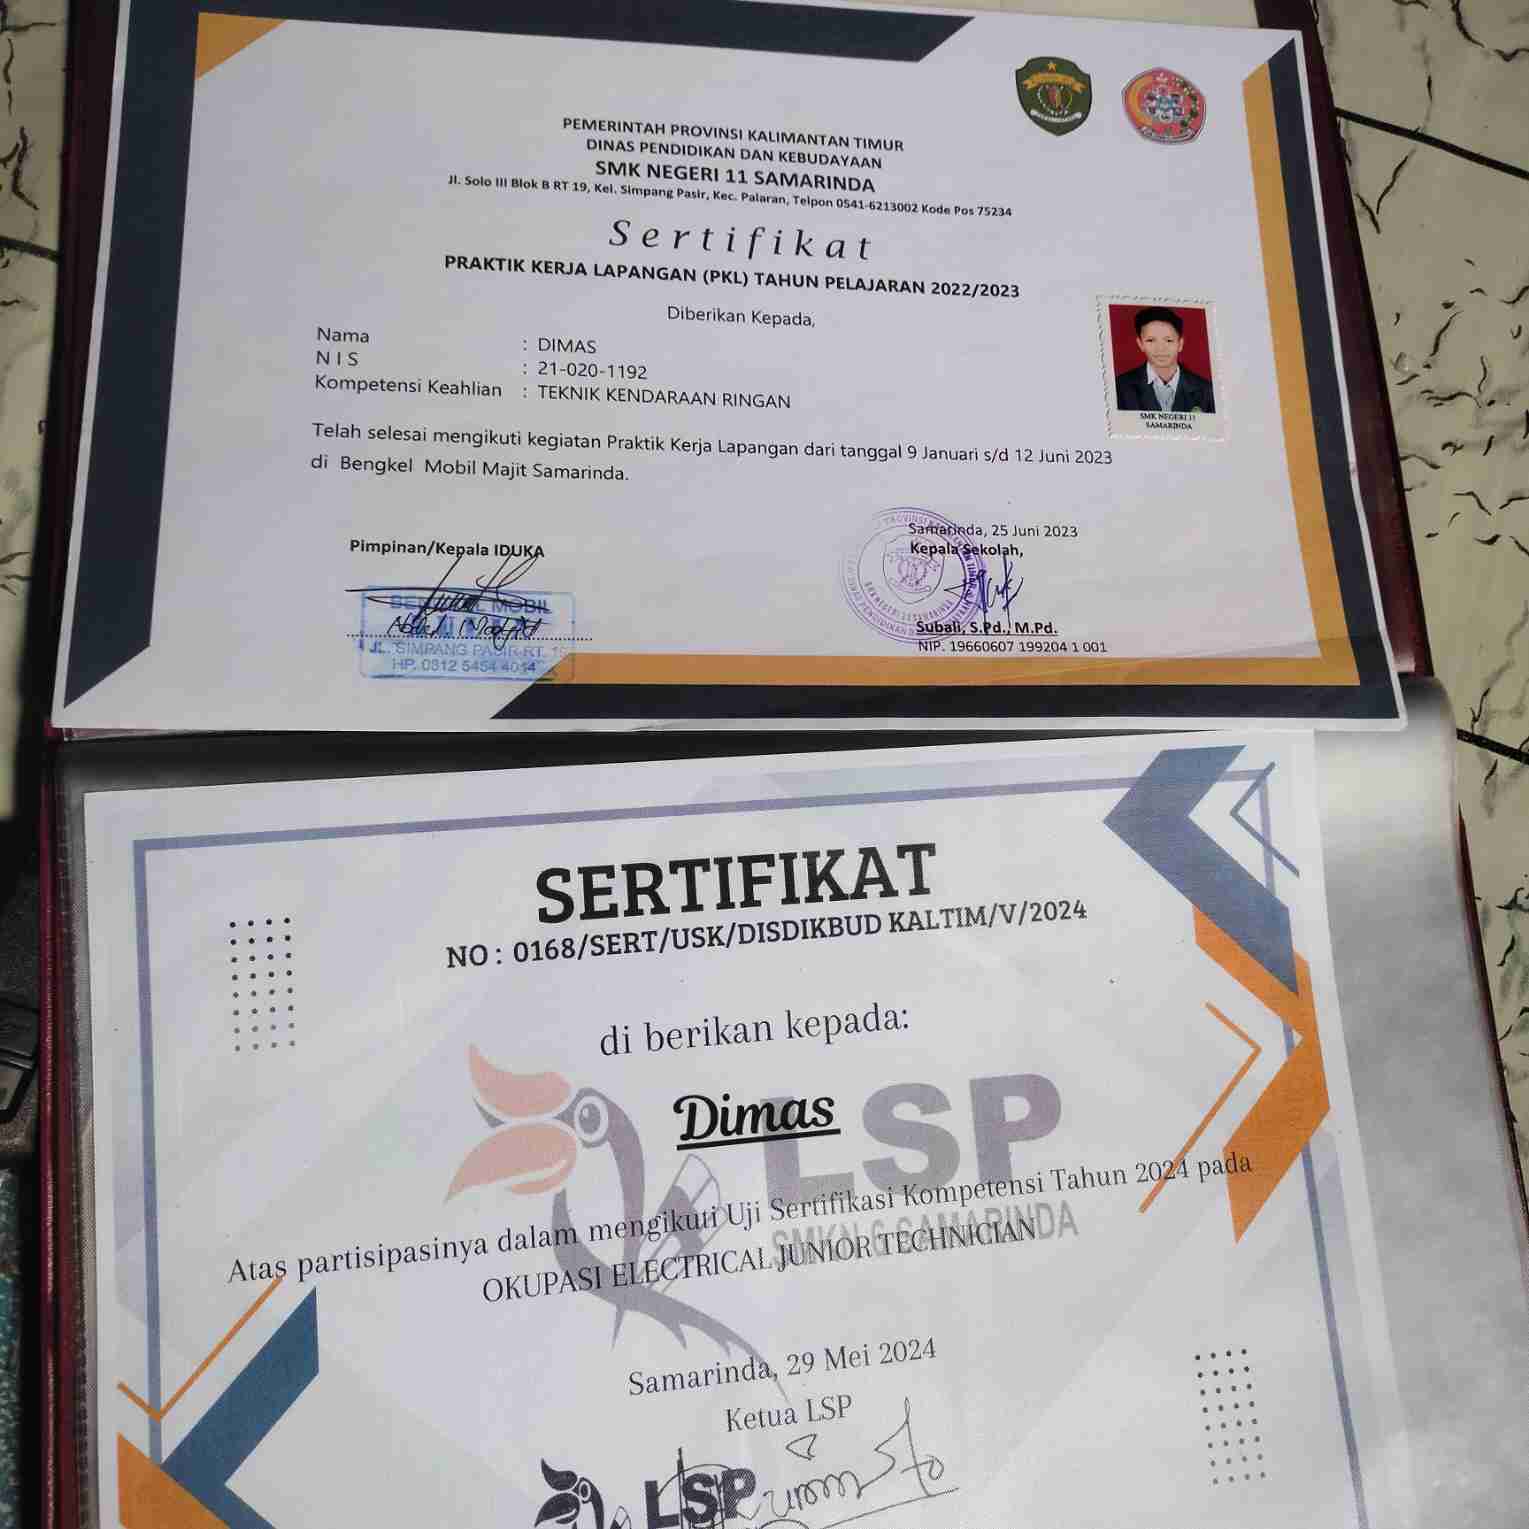 PEMERINTAH PROVINSI KALIMANTAN TIMUR
DINAS PENDIDIKAN DAN KEBUDAYAAN
SMK NEGERI 11 SAMARINDA
Jl. Solo III Blok B RT 19, Kel. Simpang Pasir, Kec. Palaran, Telpon 0541-6213002 Kode Pos 75234
Sertifikat
PRAKTIK KERJA LAPANGAN (PKL) TAHUN PELAJARAN 2022/2023
Diberikan Kepada,
Nama : DIMAS
N I S : 21-020-1192
Kompetensi Keahlian : TEKNIK KENDARAAN RINGAN
SMK NEGERI 11
SAMARINDA
Telah selesai mengikuti kegiatan Praktik Kerja Lapangan dari tanggal 9 Januari s/d 12 Juni 2023
di Bengkel Mobil Majit Samarinda.
Samarinda, 25 Juni 2023
Pimpinan/Kepala IDUKA
Kepala Sekolah,
MOBIL
JL. SIMPANG PASIR RT. 19
HP. 0812 5454 4014
Subali, S.Pd., M.Pd.
NIP. 19660607 199204 1 001
SERTIFIKAT
NO : 0168/SERT/USK/DISDIKBUD KALTIM/V/2024
di berikan kepada:
Dimas
LSP
SMKN 6 SAMARINDA
Atas partisipasinya dalam mengikuti Uji Sertifikasi Kompetensi Tahun 2024 pada
OKUPASI ELECTRICAL JUNIOR TECHNICIAN
Samarinda, 29 Mei 2024
Ketua LSP
LSP